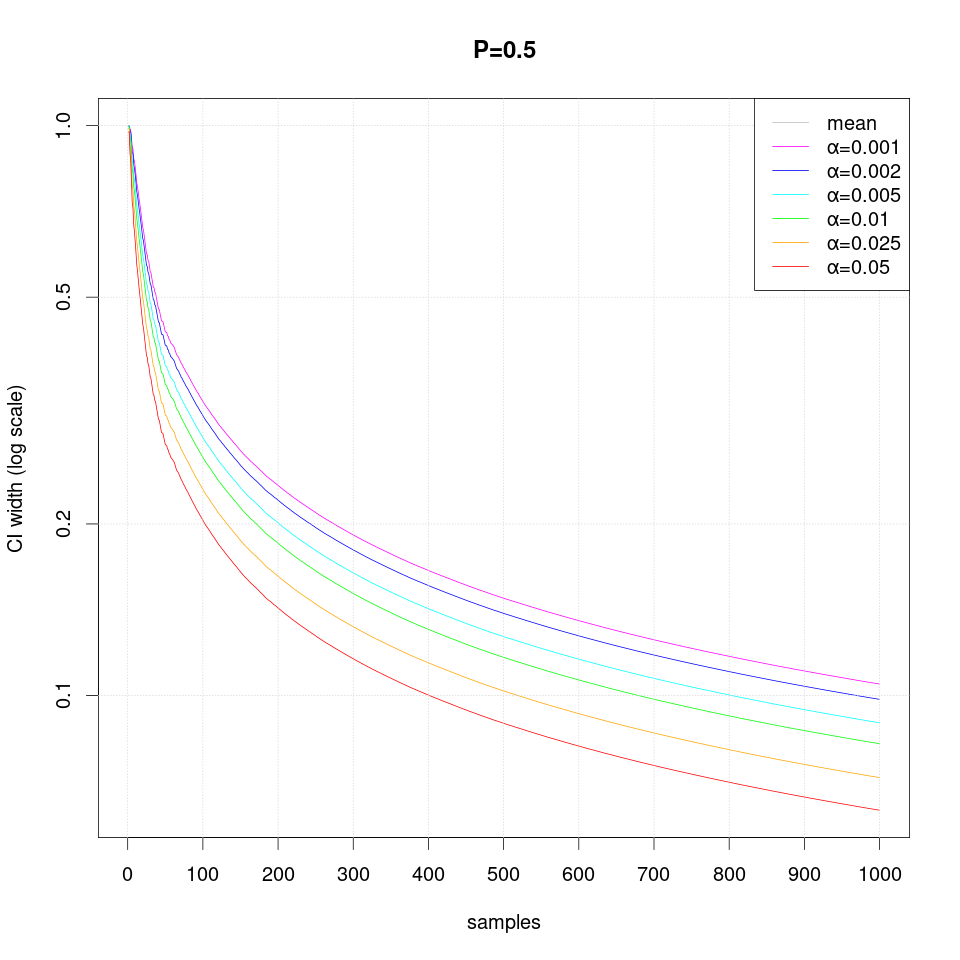 P=0.5
mean
α=0.001
α=0.002
α=0.005
α=0.01
α=0.025
α=0.05
CI width (log scale)
1.0
0.5
0.2
0.1
0 100 200 300 400 500 600 700 800 900 1000
samples